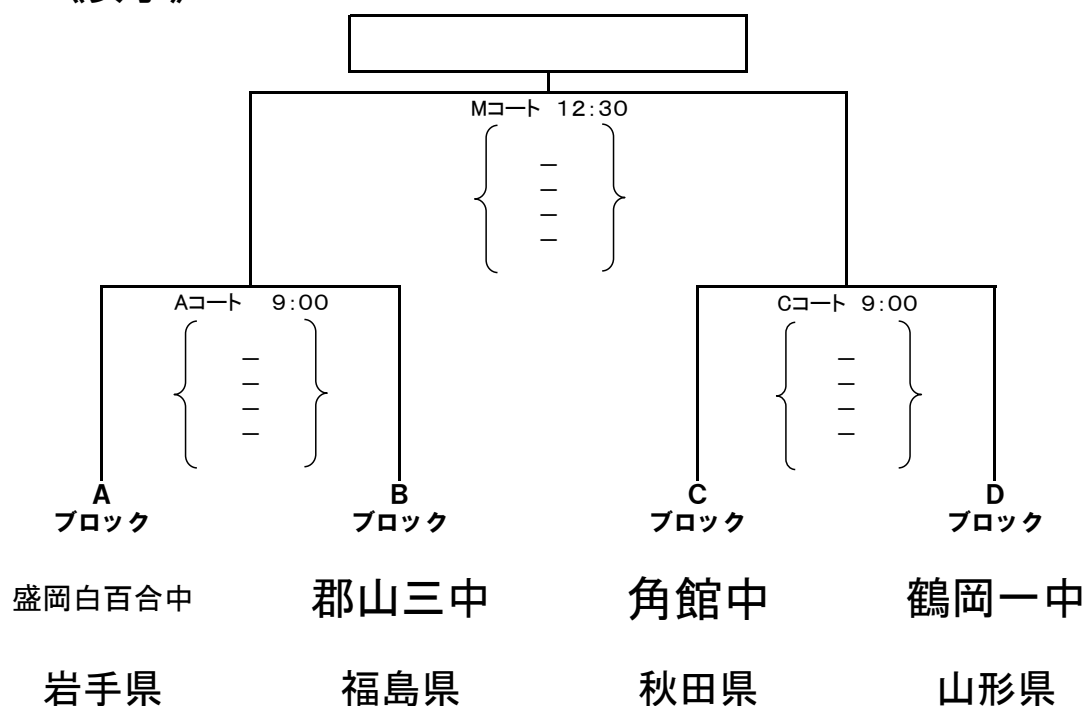 Mコート 12:30
－
－
－
－
Aコート 9:00
Cコート 9:00
－
－
－
－
－
－
－
－
A
ブロック
B
ブロック
C
ブロック
D
ブロック
盛岡白百合中
郡山三中
角館中
鶴岡一中
岩手県
福島県
秋田県
山形県